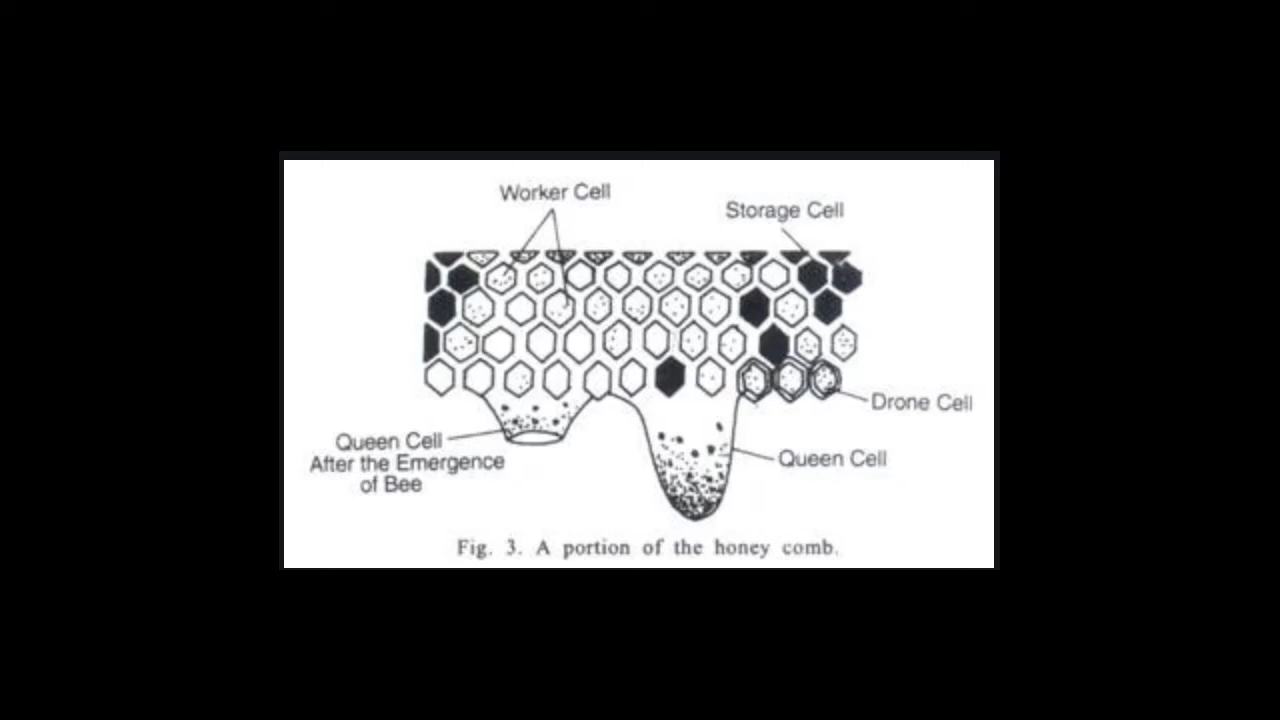 Worker Cell
Storage Cell
Drone Cell
Queen Cell
After the Emergence
of Bee
Queen Cell
Fig. 3. A portion of the honey comb.